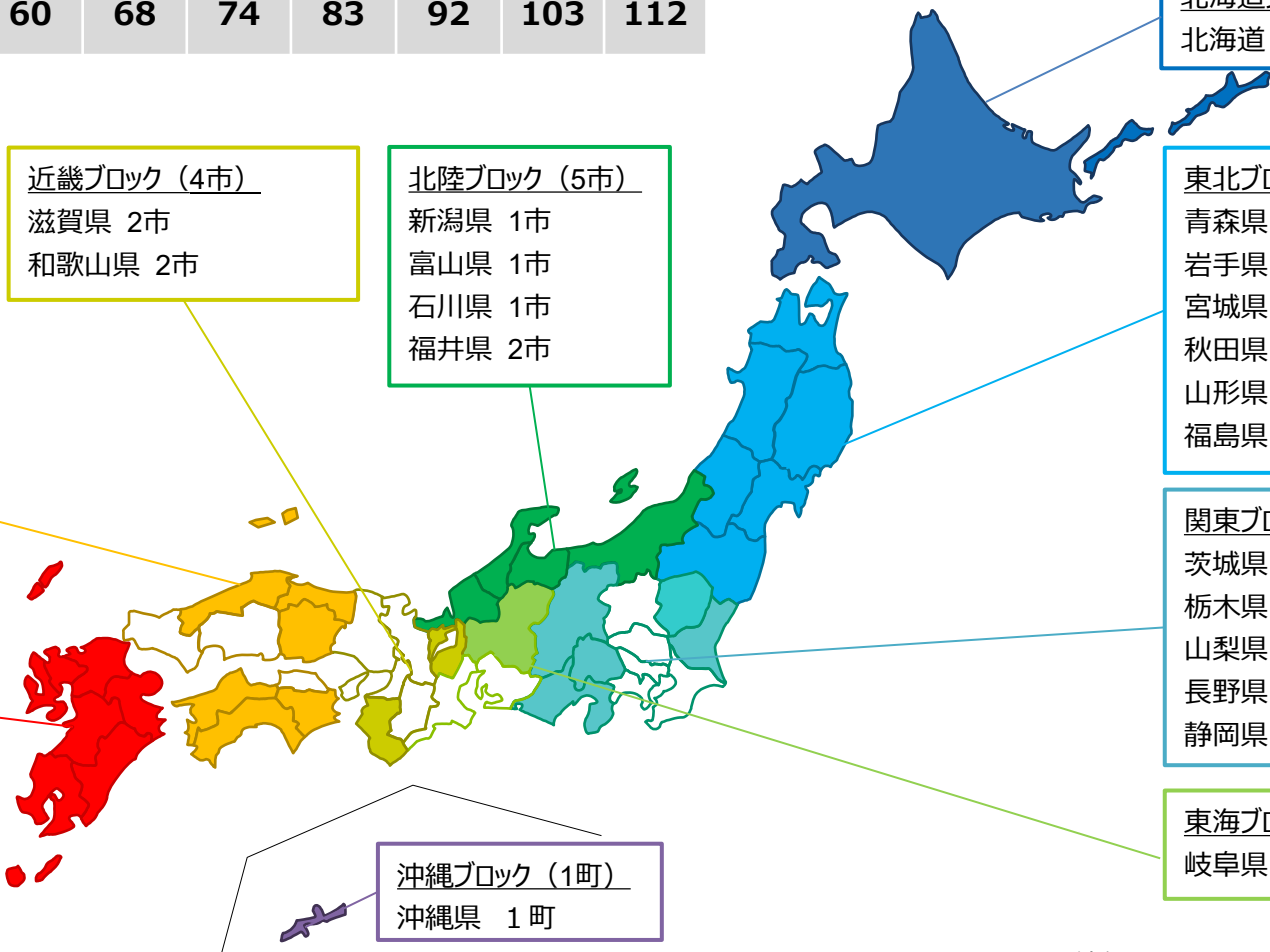 60 68 74 83 92 103 112
北海道
近畿ブロック（4市）
滋賀県 2市
和歌山県 2市
北陸ブロック（5市）
新潟県 1市
富山県 1市
石川県 1市
福井県 2市
東北ブロ
青森県
岩手県
宮城県
秋田県
山形県
福島県
関東ブロ
茨城県
栃木県
山梨県
長野県
静岡県
東海ブロ
岐阜県
沖縄ブロック（1町）
沖縄県 １町